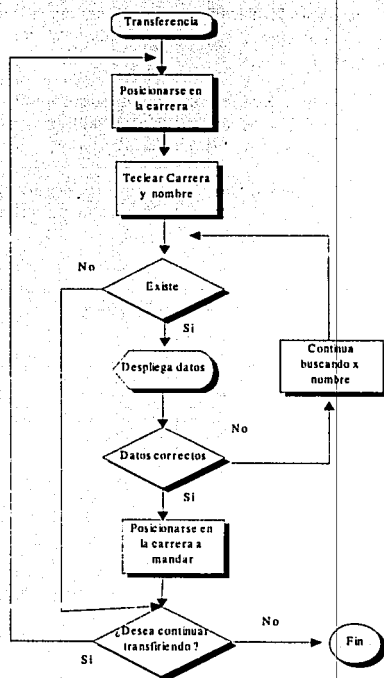 Transferencia
Posicionarse en
la carrera
Teclear Carrera
y nombre
No
Existe
Si
Continua
buscando x
nombre
Despliega datos
No
Datos correctos
Si
Posicionarse en
la carrera a
mandar
¿Desea continuar
transfiriendo?
No
Fin
Si